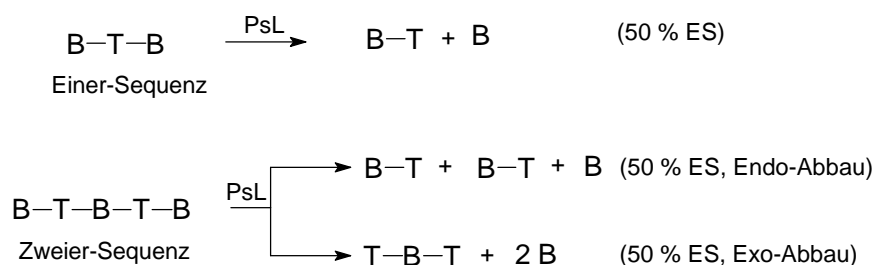 B—T—B PsL B—T + B (50 % ES)
Einer-Sequenz
B—T + B—T + B (50 % ES, Endo-Abbau)
B—T—B—T—B PsL
Zweier-Sequenz
T—B—T + 2 B (50 % ES, Exo-Abbau)